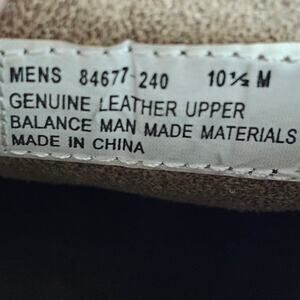 MENS 84677-240 10½ M
GENUINE LEATHER UPPER
BALANCE MAN MADE MATERIALS
MADE IN CHINA